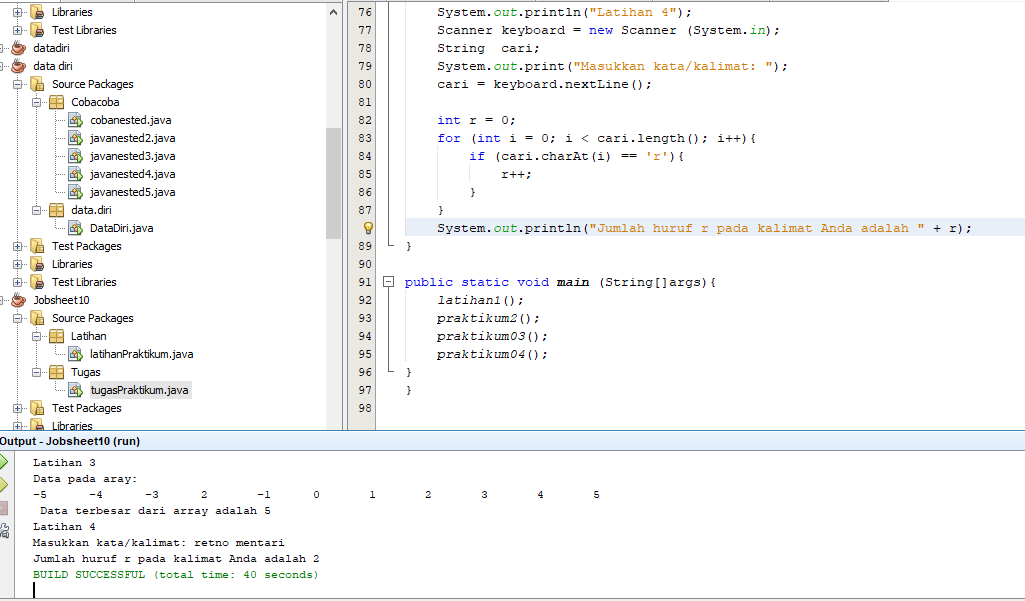 Libraries
Test Libraries
datadiri
data diri
Source Packages
Cobacoba
cobanested.java
javanested2.java
javanested3.java
javanested4.java
javanested5.java
data.diri
DataDiri.java
Test Packages
Libraries
Test Libraries
Jobsheet10
Source Packages
Latihan
latihanPraktikum.java
Tugas
tugasPraktikum.java
Test Packages
Libraries
76 System.out.println("Latihan 4");
77 Scanner keyboard = new Scanner (System.in);
78 String cari;
79 System.out.print("Masukkan kata/kalimat: ");
80 cari = keyboard.nextLine();
81
82 int r = 0;
83 for (int i = 0; i < cari.length(); i++){
84 if (cari.charAt(i) == 'r'){
85 r++;
86 }
87 }
System.out.println("Jumlah huruf r pada kalimat Anda adalah " + r);
89 }
90
91 public static void main (String[]args){
92 latihan1();
93 praktikum2();
94 praktikum03();
95 praktikum04();
96 }
97 }
98
Output - Jobsheet10 (run)
Latihan 3
Data pada aray:
-5 -4 -3 2 -1 0 1 2 3 4 5
Data terbesar dari array adalah 5
Latihan 4
Masukkan kata/kalimat: retno mentari
Jumlah huruf r pada kalimat Anda adalah 2
BUILD SUCCESSFUL (total time: 40 seconds)